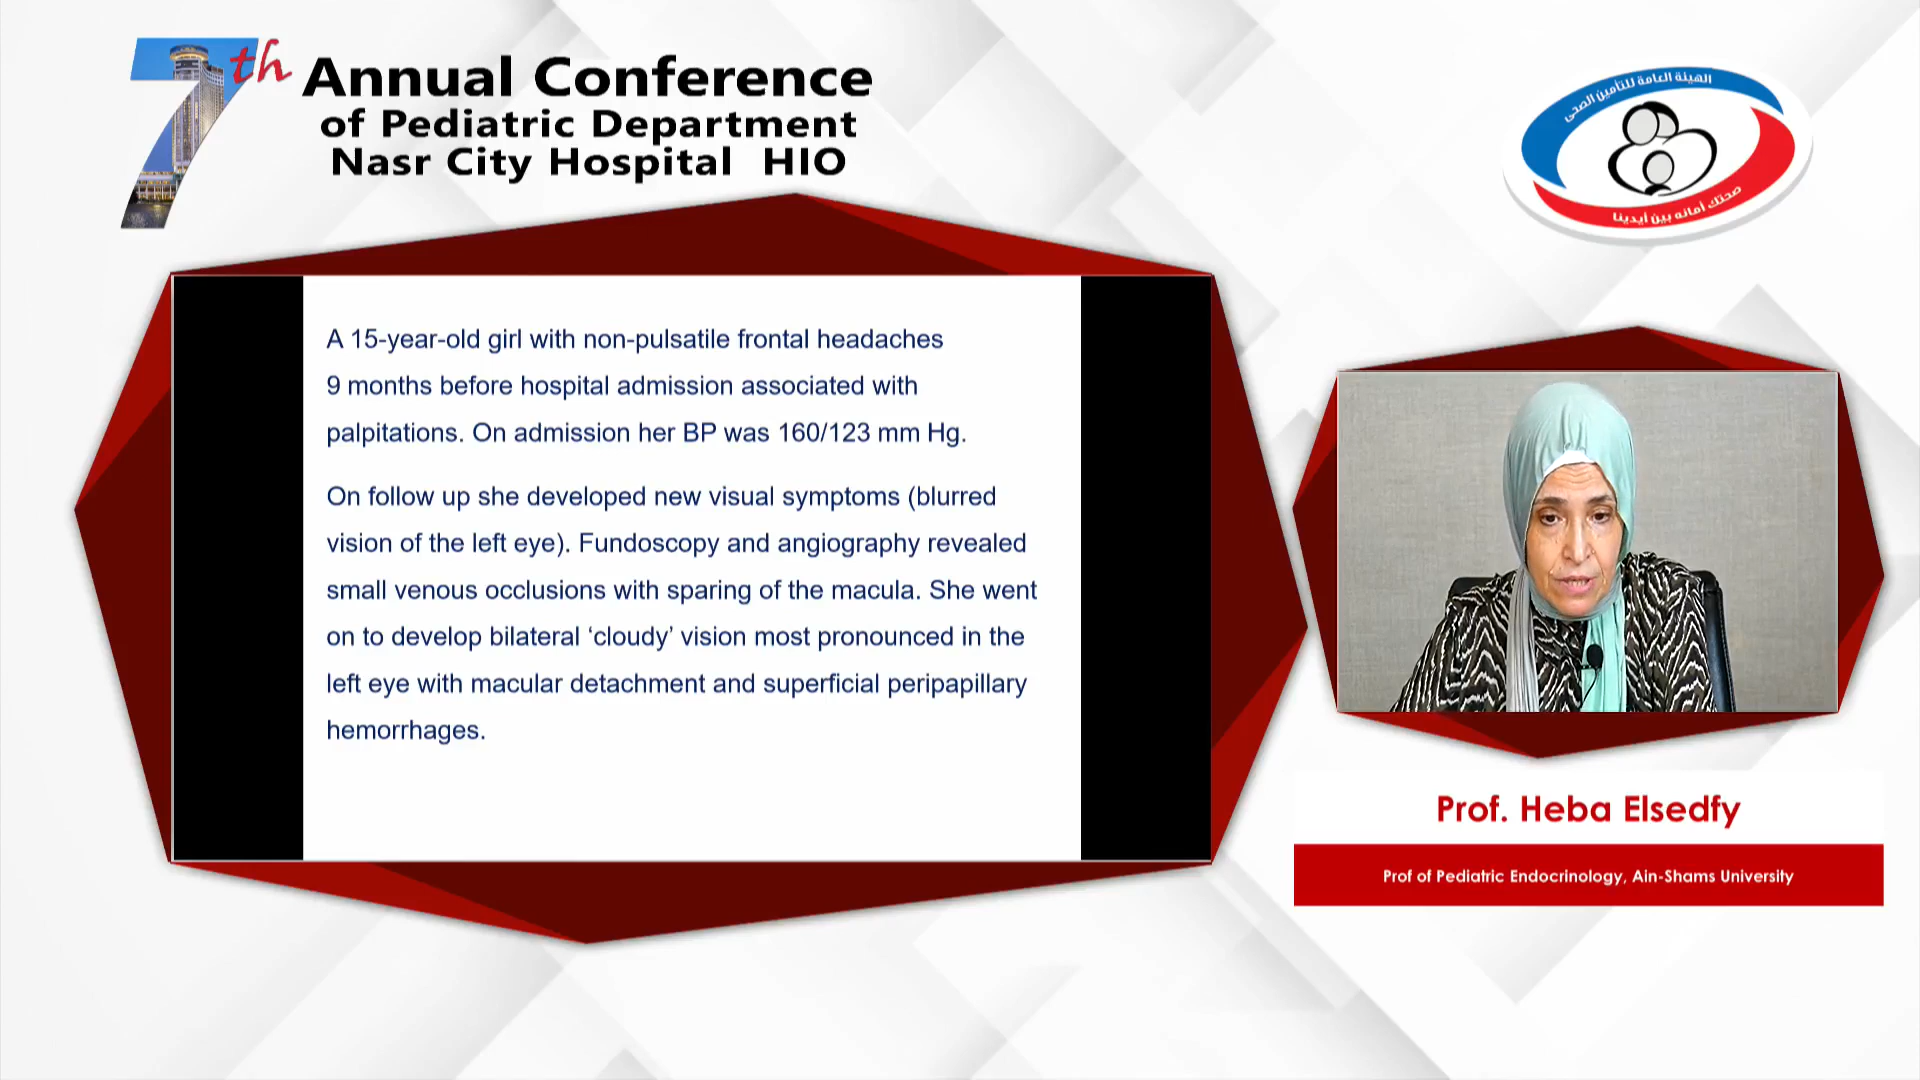 7th Annual Conference
of Pediatric Department
Nasr City Hospital HIO
الهيئة العامة للتأمين الصحى
صحتك أمانه بين أيدينا
A 15-year-old girl with non-pulsatile frontal headaches
9 months before hospital admission associated with
palpitations. On admission her BP was 160/123 mm Hg.
On follow up she developed new visual symptoms (blurred
vision of the left eye). Fundoscopy and angiography revealed
small venous occlusions with sparing of the macula. She went
on to develop bilateral ‘cloudy’ vision most pronounced in the
left eye with macular detachment and superficial peripapillary
hemorrhages.
Prof. Heba Elsedfy
Prof of Pediatric Endocrinology, Ain-Shams University